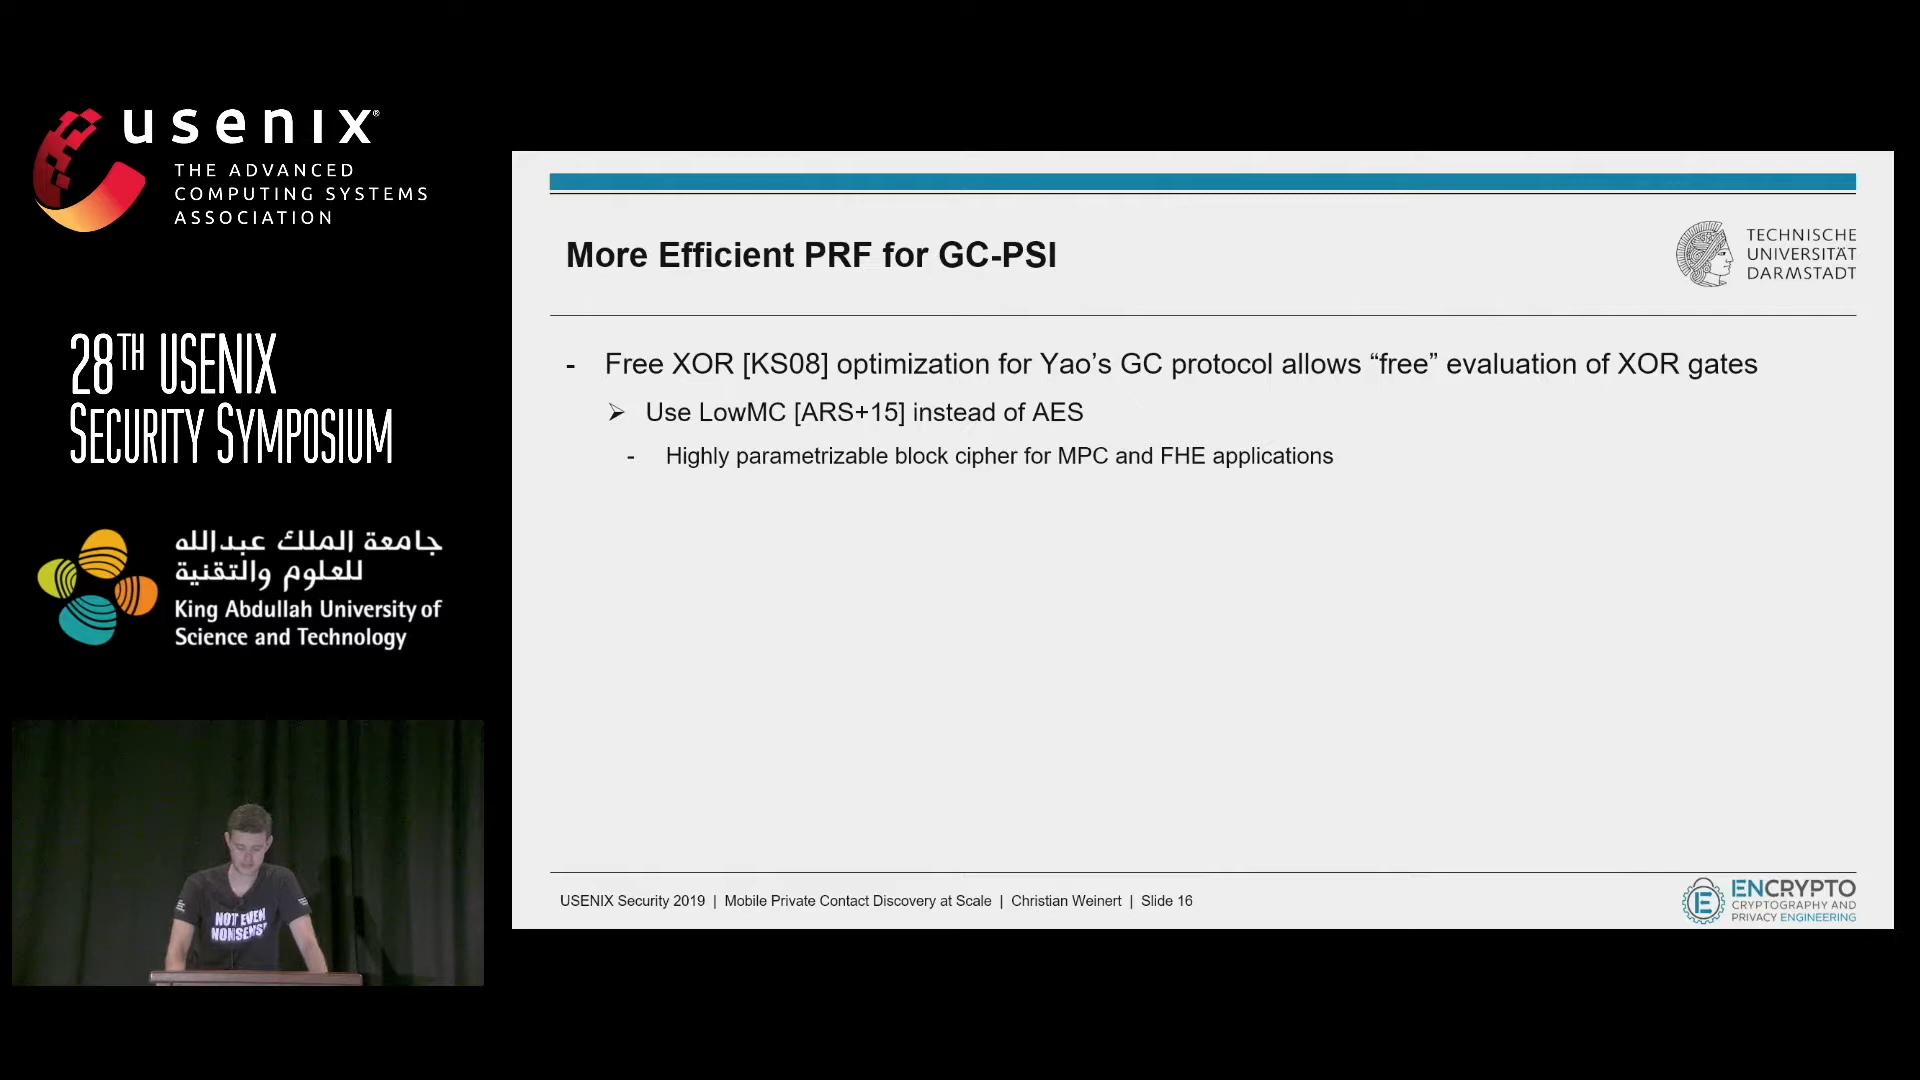 usenix®
THE ADVANCED
COMPUTING SYSTEMS
ASSOCIATION
28TH USENIX
SECURITY SYMPOSIUM
جامعة الملك عبدالله
للعلوم والتقنية
King Abdullah University of
Science and Technology
NOT EVEN
NONSENSE
More Efficient PRF for GC-PSI
TECHNISCHE
UNIVERSITÄT
DARMSTADT
- Free XOR [KS08] optimization for Yao’s GC protocol allows “free” evaluation of XOR gates
➢ Use LowMC [ARS+15] instead of AES
- Highly parametrizable block cipher for MPC and FHE applications
USENIX Security 2019 | Mobile Private Contact Discovery at Scale | Christian Weinert | Slide 16
ENCRYPTO
CRYPTOGRAPHY AND
PRIVACY ENGINEERING